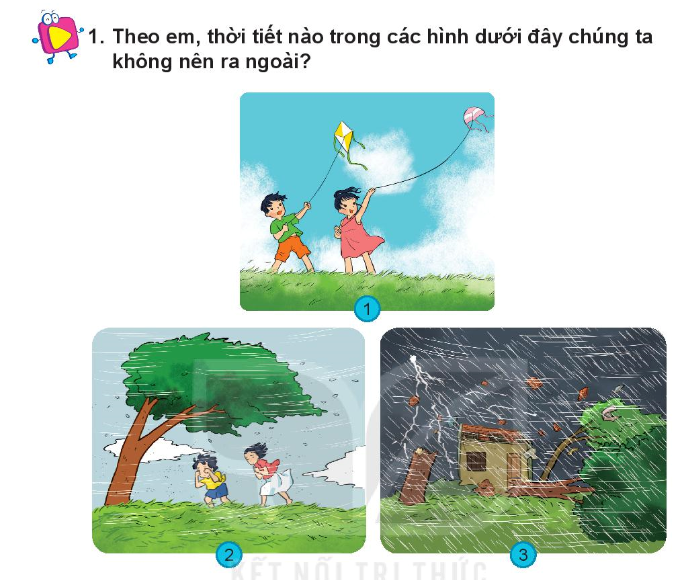 1. Theo em, thời tiết nào trong các hình dưới đây chúng ta
không nên ra ngoài?
1
2
3
KẾT NỐI TRI THỨC